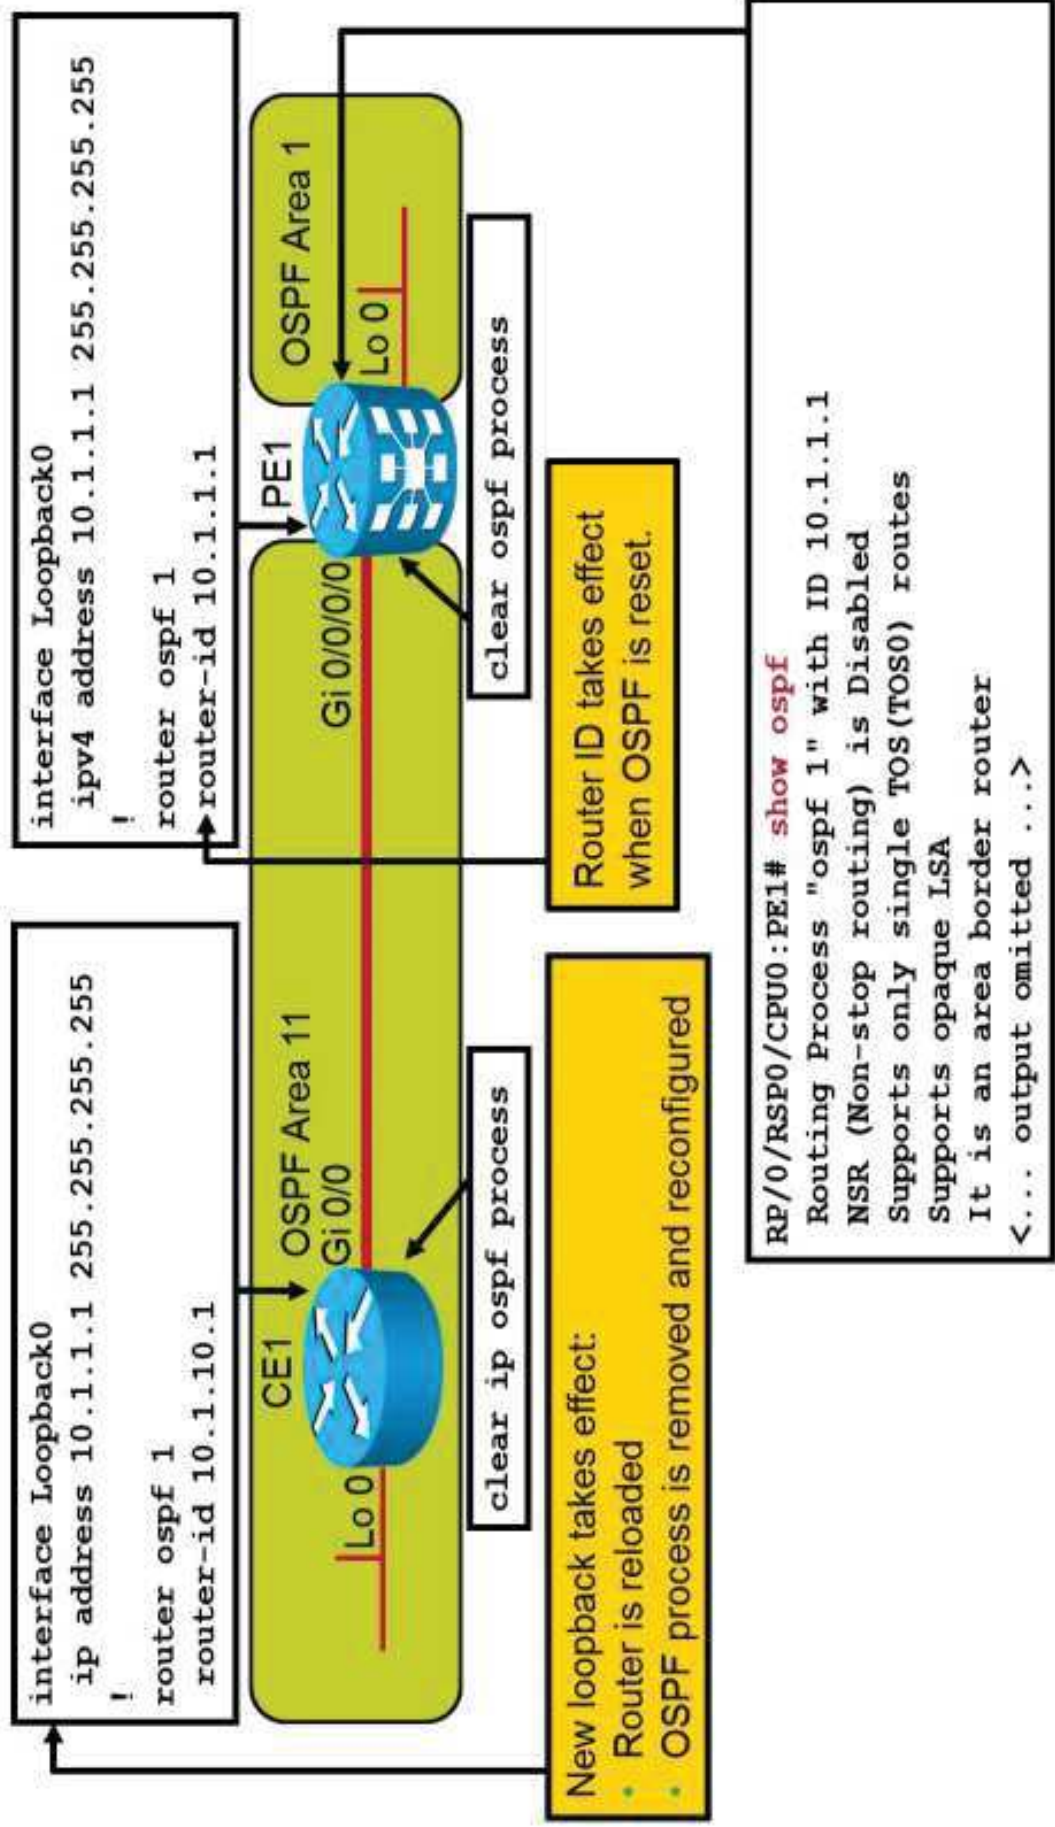 interface Loopback0
ip address 10.1.1.1 255.255.255.255
!
router ospf 1
router-id 10.1.10.1
interface Loopback0
ipv4 address 10.1.1.1 255.255.255.255
!
router ospf 1
router-id 10.1.1.1
CE1
OSPF Area 11
Gi 0/0
Lo 0
PE1
Gi 0/0/0/0
OSPF Area 1
Lo 0
clear ip ospf process
clear ospf process
New loopback takes effect:
• Router is reloaded
• OSPF process is removed and reconfigured
Router ID takes effect
when OSPF is reset.
RP/0/RSP0/CPU0:PE1# show ospf
Routing Process "ospf 1" with ID 10.1.1.1
NSR (Non-stop routing) is Disabled
Supports only single TOS(TOS0) routes
Supports opaque LSA
It is an area border router
<... output omitted ...>